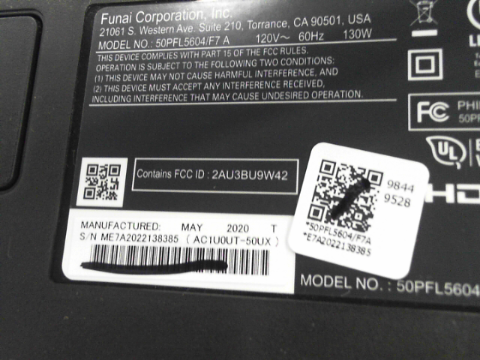 Funai Corporation, Inc.
21061 S. Western Ave. Suite 210, Torrance, CA 90501, USA
MODEL NO. : 50PFL5604/F7 A 120V~ 60Hz 130W
THIS DEVICE COMPLIES WITH PART 15 OF THE FCC RULES.
OPERATION IS SUBJECT TO THE FOLLOWING TWO CONDITIONS:
(1) THIS DEVICE MAY NOT CAUSE HARMFUL INTERFERENCE, AND
(2) THIS DEVICE MUST ACCEPT ANY INTERFERENCE RECEIVED,
INCLUDING INTERFERENCE THAT MAY CAUSE UNDESIRED OPERATION.
FC
PHI
50PF
UL
Contains FCC ID : 2AU3BU9W42
9844
9528
*50PFL5604/F7A
*E7A2022138385
MANUFACTURED: MAY 2020 T
S/N ME7A2022138385 ( AC1U0UT-50UX )
MODEL NO. : 50PFL5604